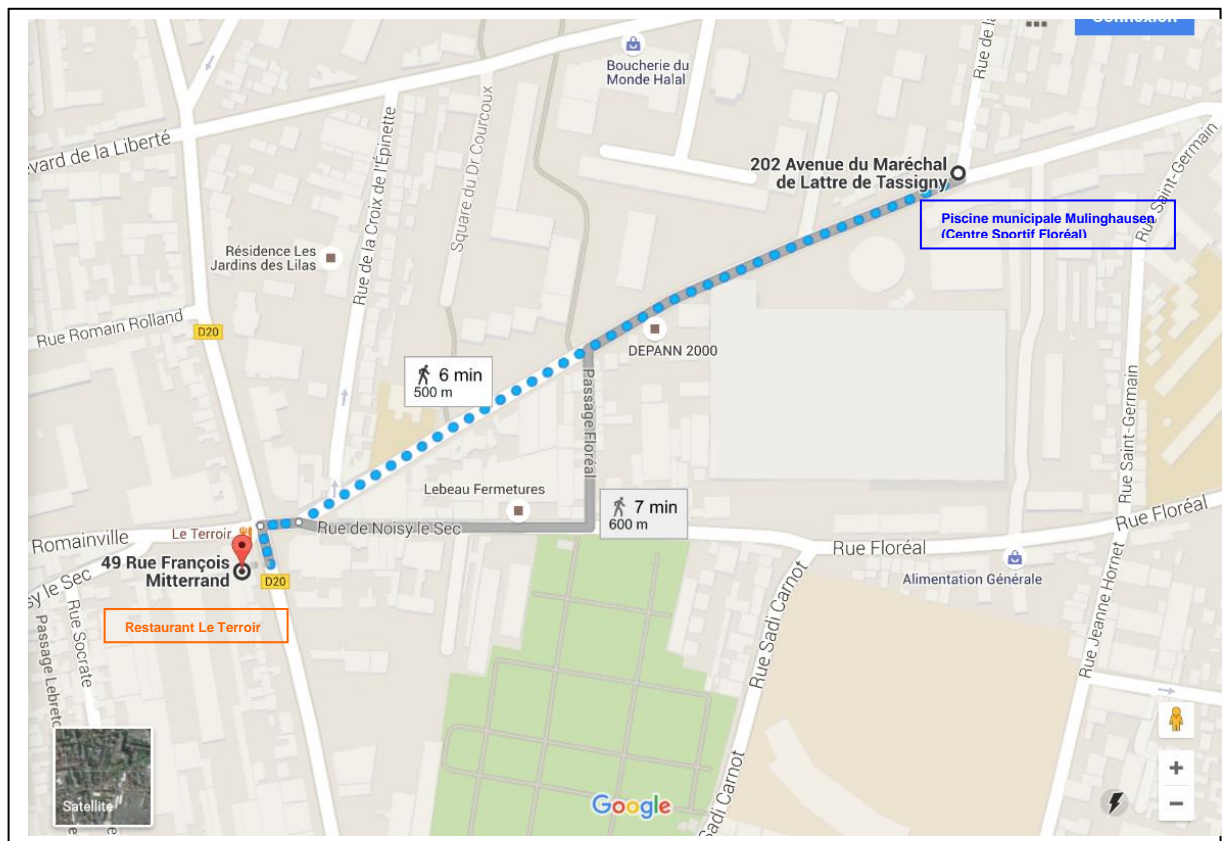 Connexion
Boucherie du
Monde Halal
Rue de la
evard de la Liberté
Rue de la Croix de l'Épinette
Square du Dr Courcoux
202 Avenue du Maréchal
de Lattre de Tassigny
Piscine municipale Mulinghausen
(Centre Sportif Floréal)
Rue Saint-Germain
Résidence Les
Jardins des Lilas
Rue Romain Rolland
D20
DEPANN 2000
6 min
500 m
Passage Floréal
Rue Saint-Germain
Lebeau Fermetures
7 min
600 m
Rue de Noisy le Sec
Romainville
Le Terroir
Rue Floréal
Rue Floréal
49 Rue François
Mitterrand
D20
sy le Sec
Alimentation Générale
Restaurant Le Terroir
Rue Socrate
Passage Lebreto
Rue Sadi Carnot
Rue Jeanne Hornet
Sadi Carnot
Satellite
Google
+
−